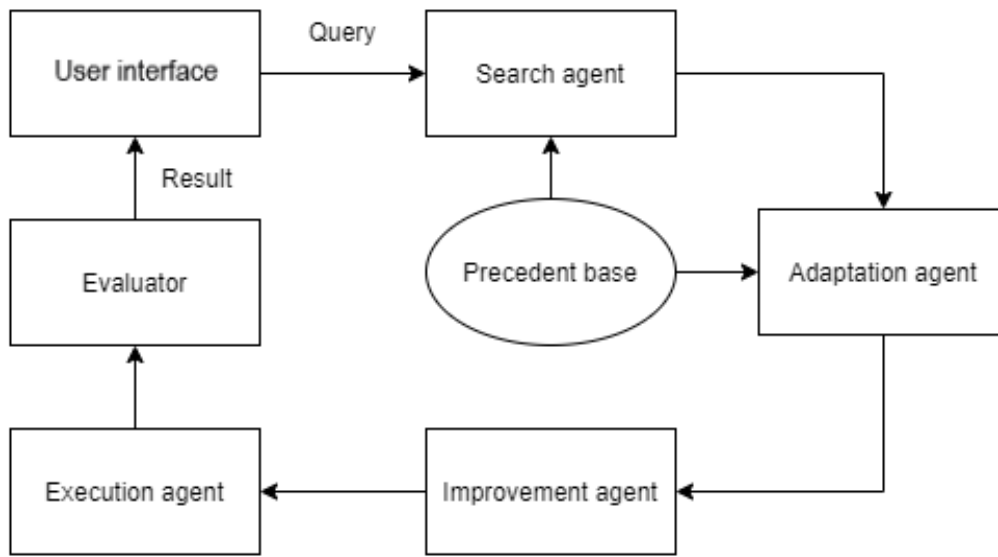 Query
User interface
Search agent
Result
Precedent base
Adaptation agent
Evaluator
Execution agent
Improvement agent